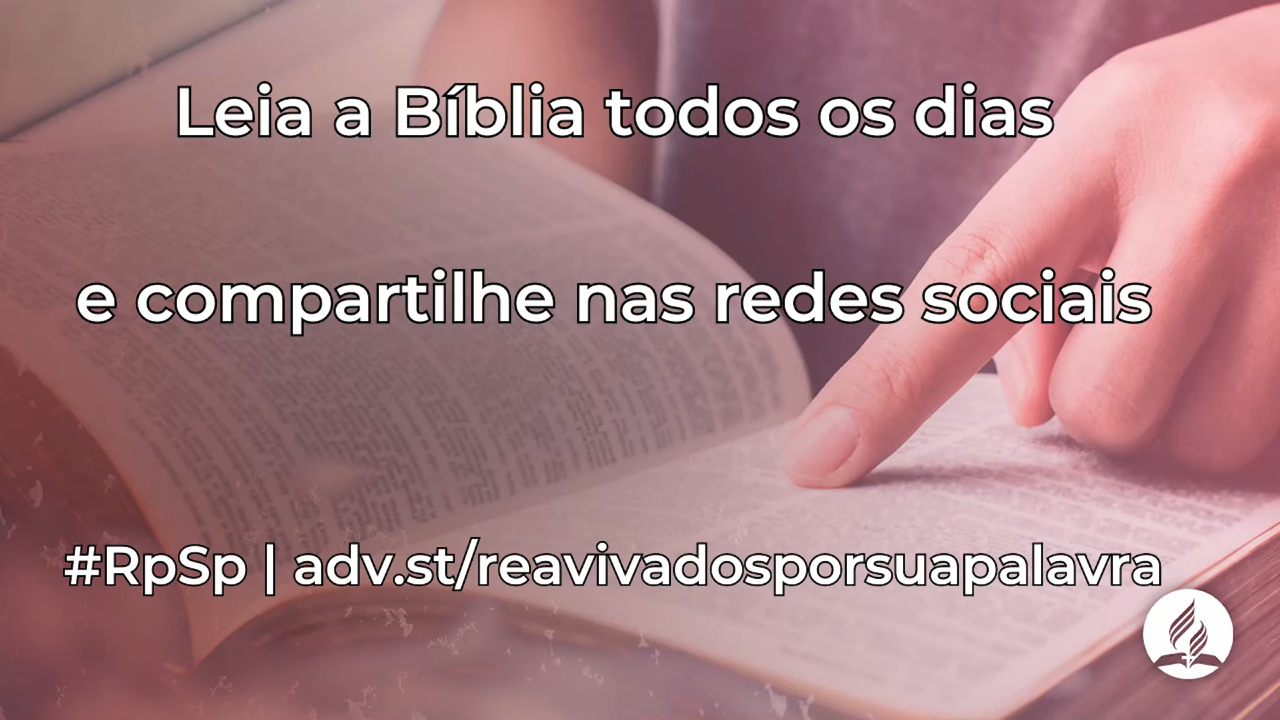 Leia a Bíblia todos os dias
e compartilhe nas redes sociais
#RpSp | adv.st/reavivadosporsuapalavra